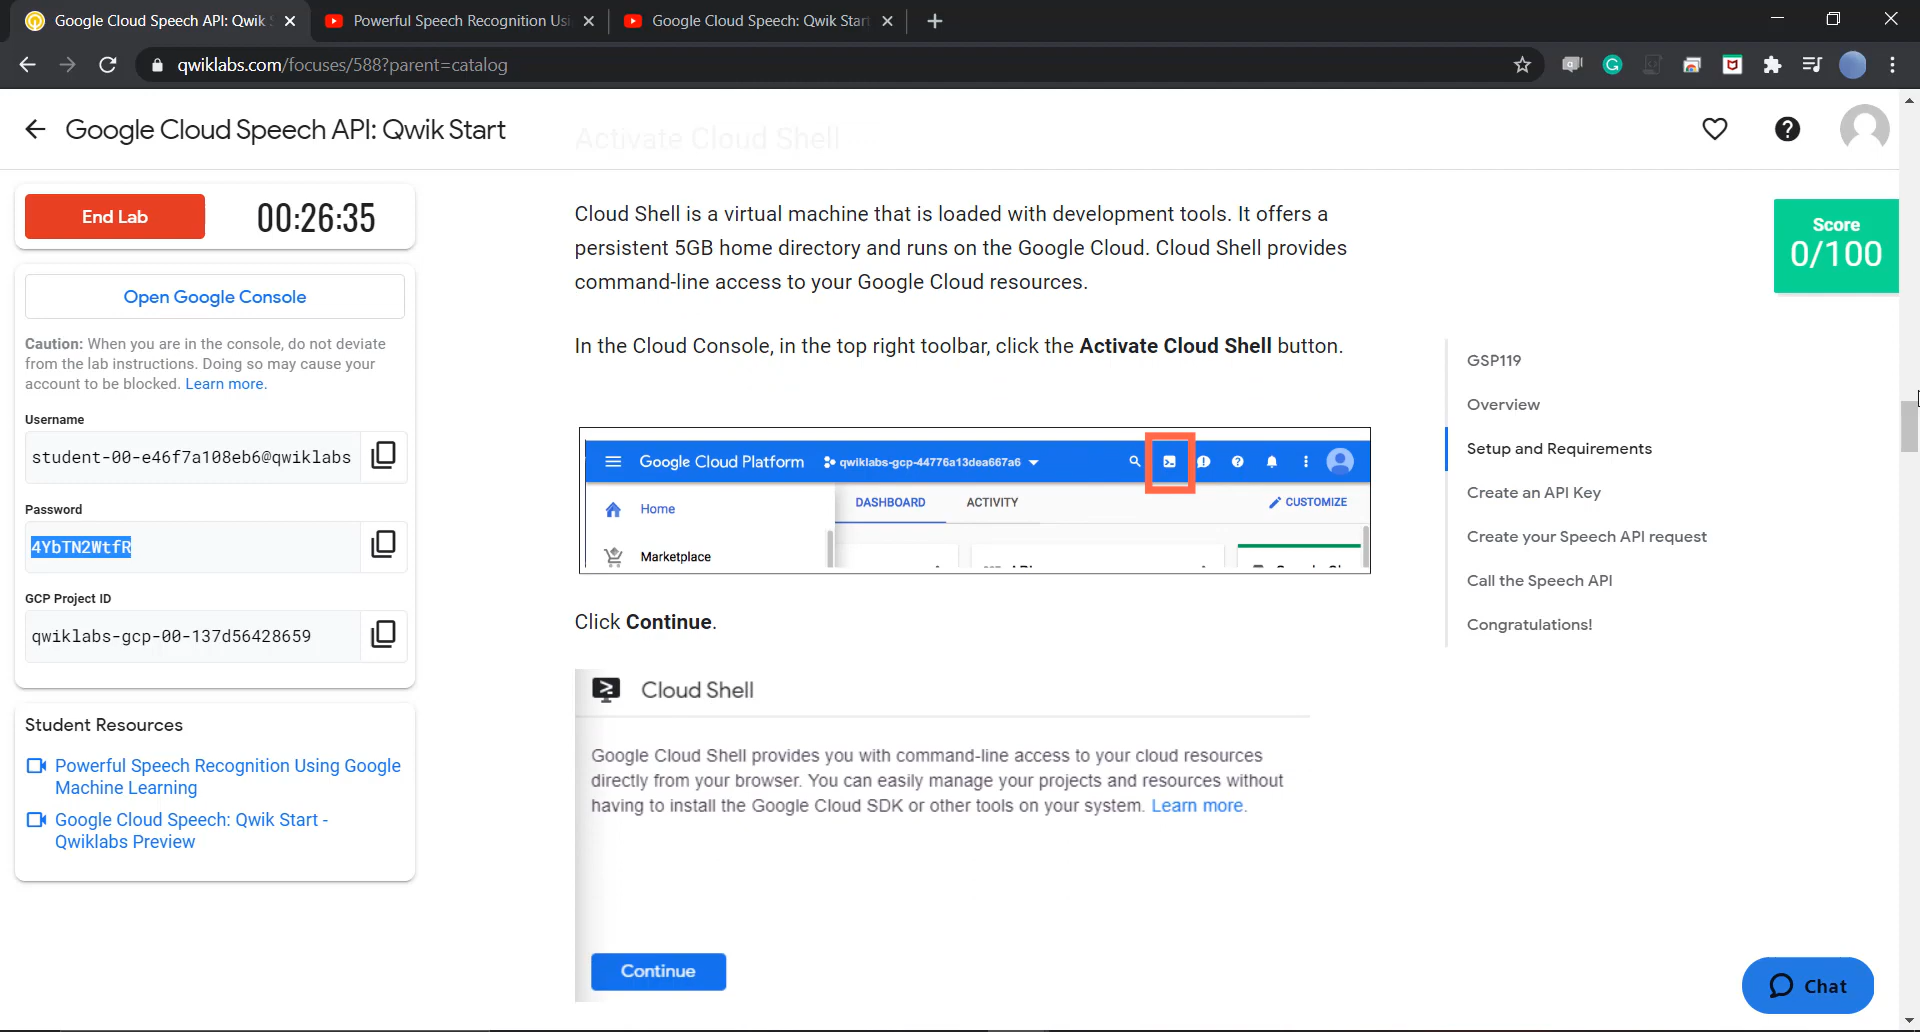 Google Cloud Speech API: Qwik S
Powerful Speech Recognition Usi
Google Cloud Speech: Qwik Start
qwiklabs.com/focuses/588?parent=catalog
Google Cloud Speech API: Qwik Start
Activate Cloud Shell
End Lab
00:26:35
Open Google Console
Caution: When you are in the console, do not deviate
from the lab instructions. Doing so may cause your
account to be blocked. Learn more.
Username
student-00-e46f7a108eb6@qwiklabs
Password
4YbTN2WtfR
GCP Project ID
qwiklabs-gcp-00-137d56428659
Student Resources
Powerful Speech Recognition Using Google
Machine Learning
Google Cloud Speech: Qwik Start -
Qwiklabs Preview
Cloud Shell is a virtual machine that is loaded with development tools. It offers a
persistent 5GB home directory and runs on the Google Cloud. Cloud Shell provides
command-line access to your Google Cloud resources.
In the Cloud Console, in the top right toolbar, click the Activate Cloud Shell button.
Google Cloud Platform
qwiklabs-gcp-44776a13dea667a6
Home
DASHBOARD
ACTIVITY
CUSTOMIZE
Marketplace
Click Continue.
Cloud Shell
Google Cloud Shell provides you with command-line access to your cloud resources
directly from your browser. You can easily manage your projects and resources without
having to install the Google Cloud SDK or other tools on your system. Learn more.
Continue
Score
0/100
GSP119
Overview
Setup and Requirements
Create an API Key
Create your Speech API request
Call the Speech API
Congratulations!
Chat